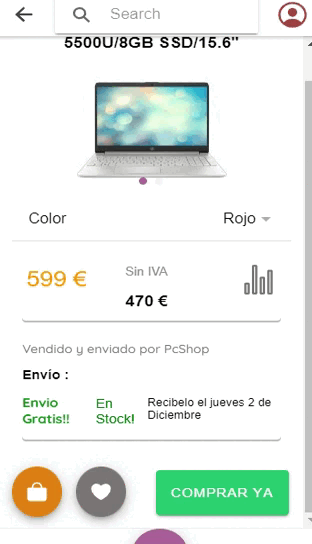 Search
5500U/8GB SSD/15.6"
Color
Rojo
599 €
Sin IVA
470 €
Vendido y enviado por PcShop
Envío :
Envio
Gratis!!
En
Stock!
Recibelo el jueves 2 de
Diciembre
COMPRAR YA